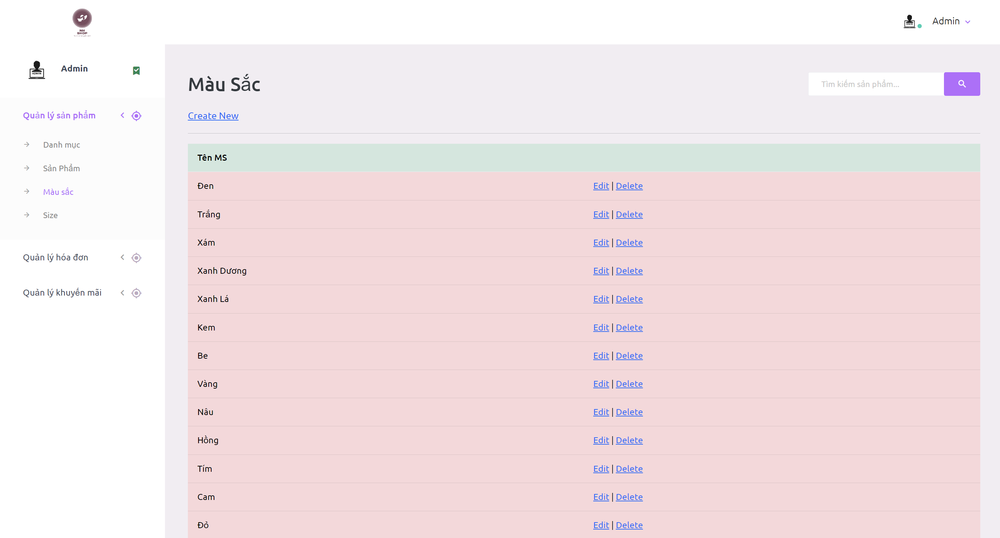 NH
SHOP
Admin
ADMIN
Admin
ADMIN
Màu Sắc
Tìm kiếm sản phẩm...
Quản lý sản phẩm
Create New
Danh mục
Sản Phẩm
Màu sắc
Size
Quản lý hóa đơn
Quản lý khuyến mãi
Tên MS
Đen Edit | Delete
Trắng Edit | Delete
Xám Edit | Delete
Xanh Dương Edit | Delete
Xanh Lá Edit | Delete
Kem Edit | Delete
Be Edit | Delete
Vàng Edit | Delete
Nâu Edit | Delete
Hồng Edit | Delete
Tím Edit | Delete
Cam Edit | Delete
Đỏ Edit | Delete